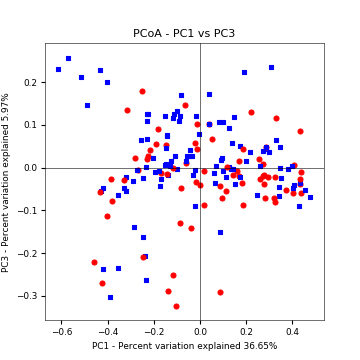 PCoA - PC1 vs PC3
PC3 - Percent variation explained 5.97%
0.2
0.1
0.0
−0.1
−0.2
−0.3
−0.6 −0.4 −0.2 0.0 0.2 0.4
PC1 - Percent variation explained 36.65%